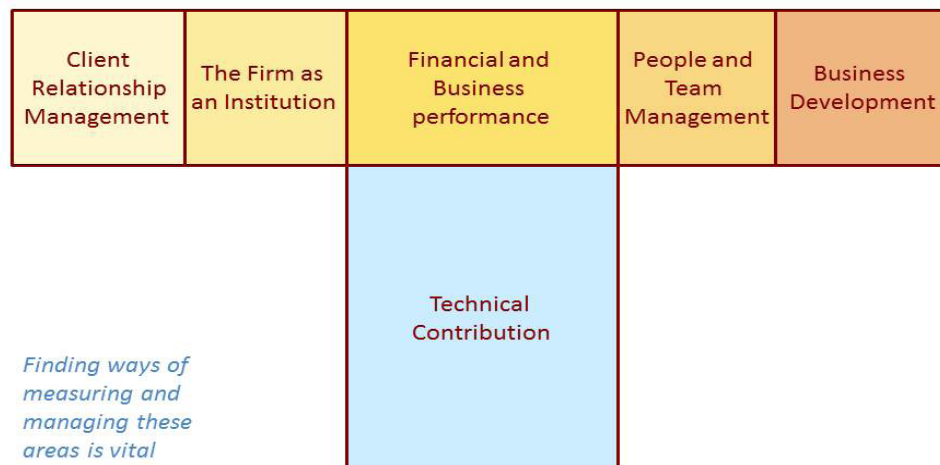 Client
Relationship
Management
The Firm as
an Institution
Financial and
Business
performance
People and
Team
Management
Business
Development
Technical
Contribution
Finding ways of
measuring and
managing these
areas is vital